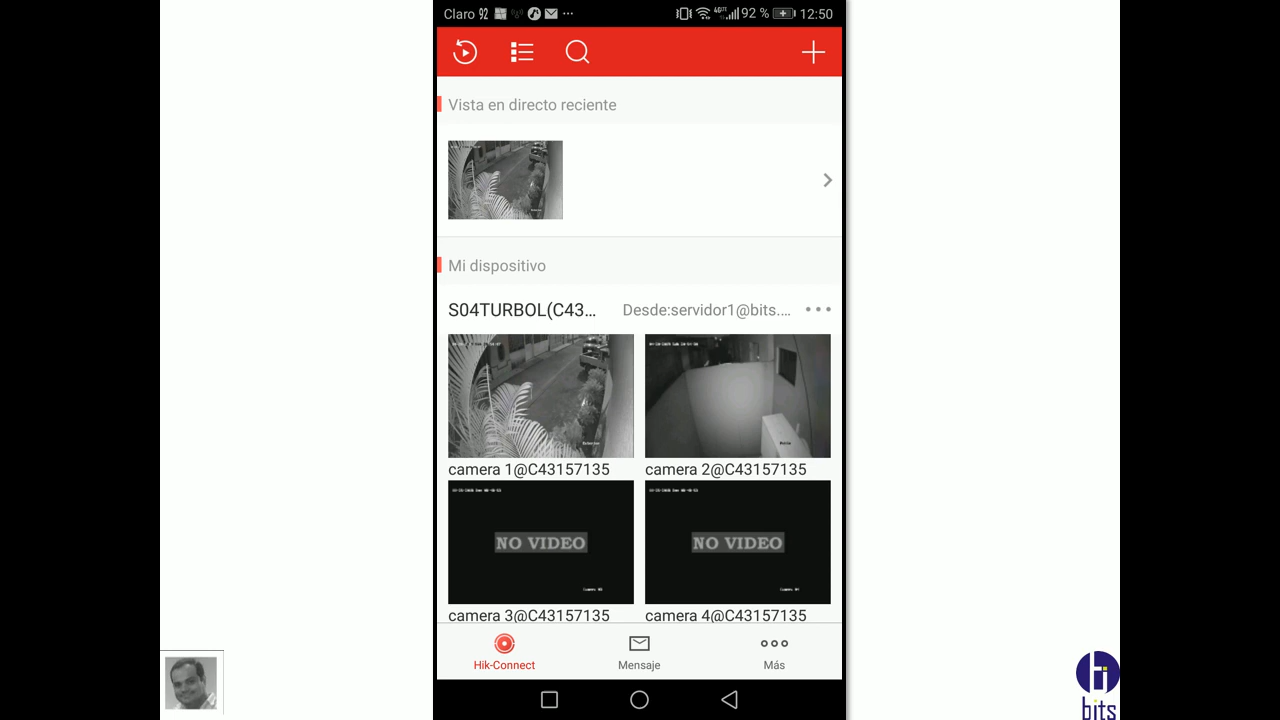 Claro 92 ... 4G 92 % 12:50
Vista en directo reciente
Mi dispositivo
S04TURBOL(C43... Desde:servidor1@bits....
camera 1@C43157135 camera 2@C43157135
NO VIDEO NO VIDEO
camera 3@C43157135 camera 4@C43157135
Hik-Connect Mensaje Más
bits